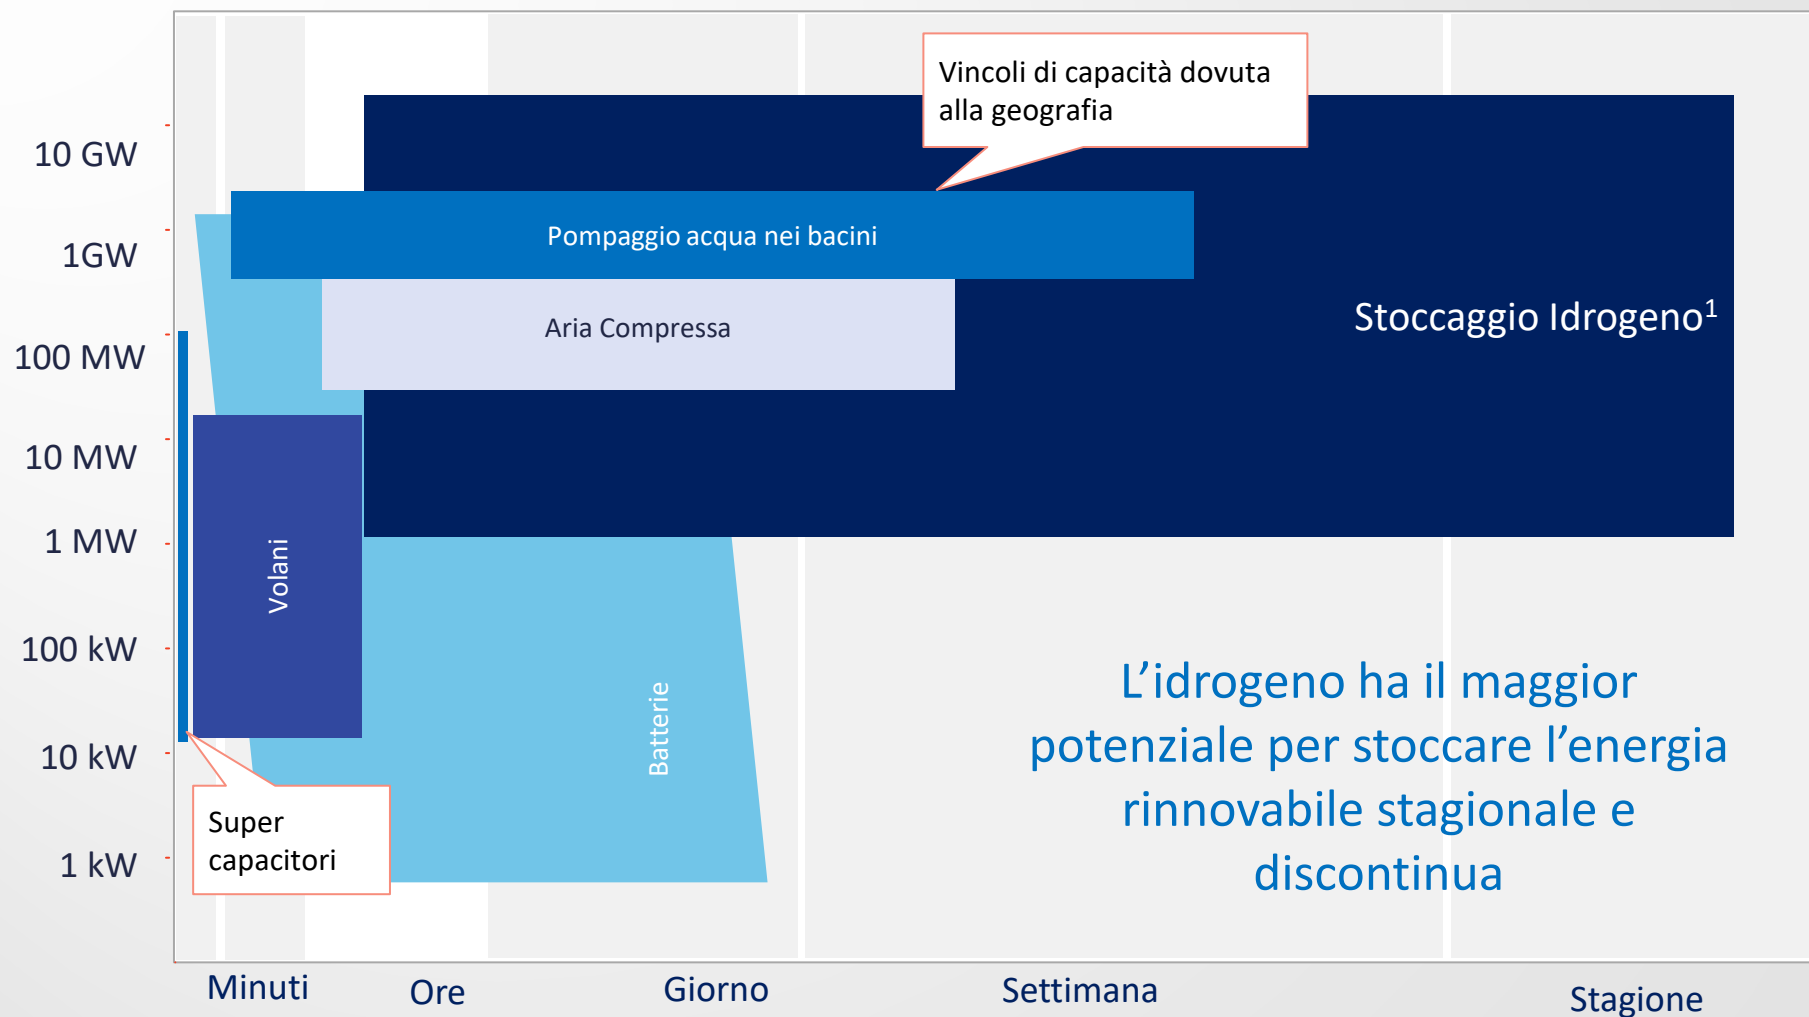 Vincoli di capacità dovuta
alla geografia
10 GW
1GW
100 MW
10 MW
1 MW
100 kW
10 kW
1 kW
Pompaggio acqua nei bacini
Aria Compressa
Stoccaggio Idrogeno¹
Volani
Batterie
Super
capacitori
L’idrogeno ha il maggior
potenziale per stoccare l’energia
rinnovabile stagionale e
discontinua
Minuti
Ore
Giorno
Settimana
Stagione